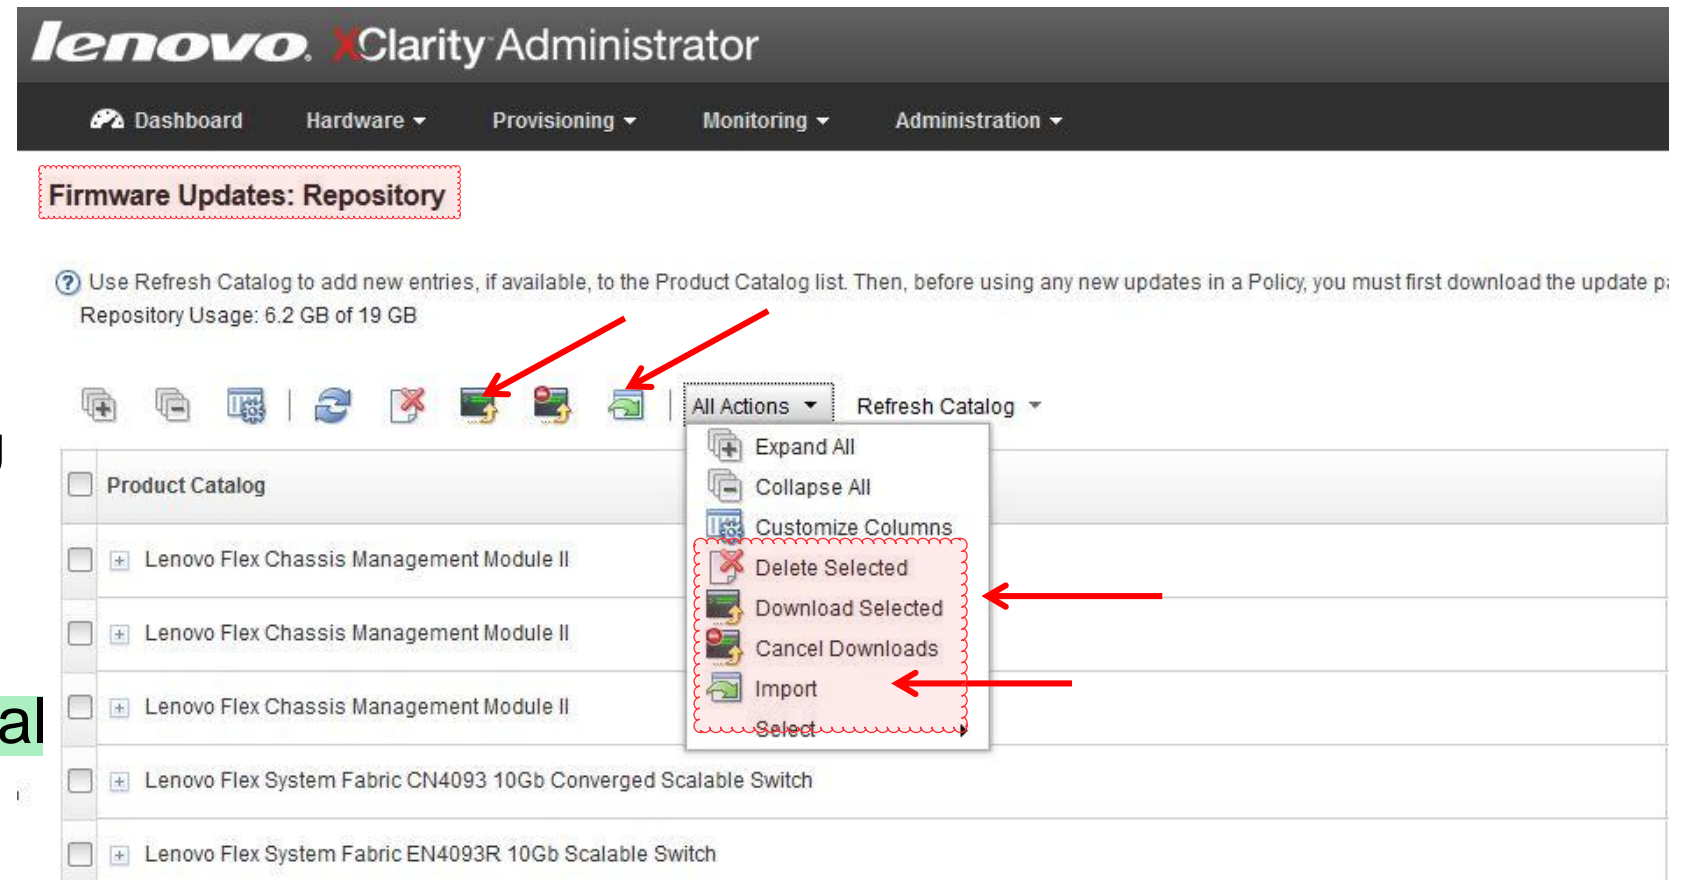 lenovo. XClarity Administrator
Dashboard Hardware Provisioning Monitoring Administration
Firmware Updates: Repository
Use Refresh Catalog to add new entries, if available, to the Product Catalog list. Then, before using any new updates in a Policy, you must first download the update
Repository Usage: 6.2 GB of 19 GB
All Actions Refresh Catalog
Expand All
Collapse All
Customize Columns
Delete Selected
Download Selected
Cancel Downloads
Import
Select
Product Catalog
Lenovo Flex Chassis Management Module II
Lenovo Flex Chassis Management Module II
Lenovo Flex Chassis Management Module II
al
Lenovo Flex System Fabric CN4093 10Gb Converged Scalable Switch
Lenovo Flex System Fabric EN4093R 10Gb Scalable Switch